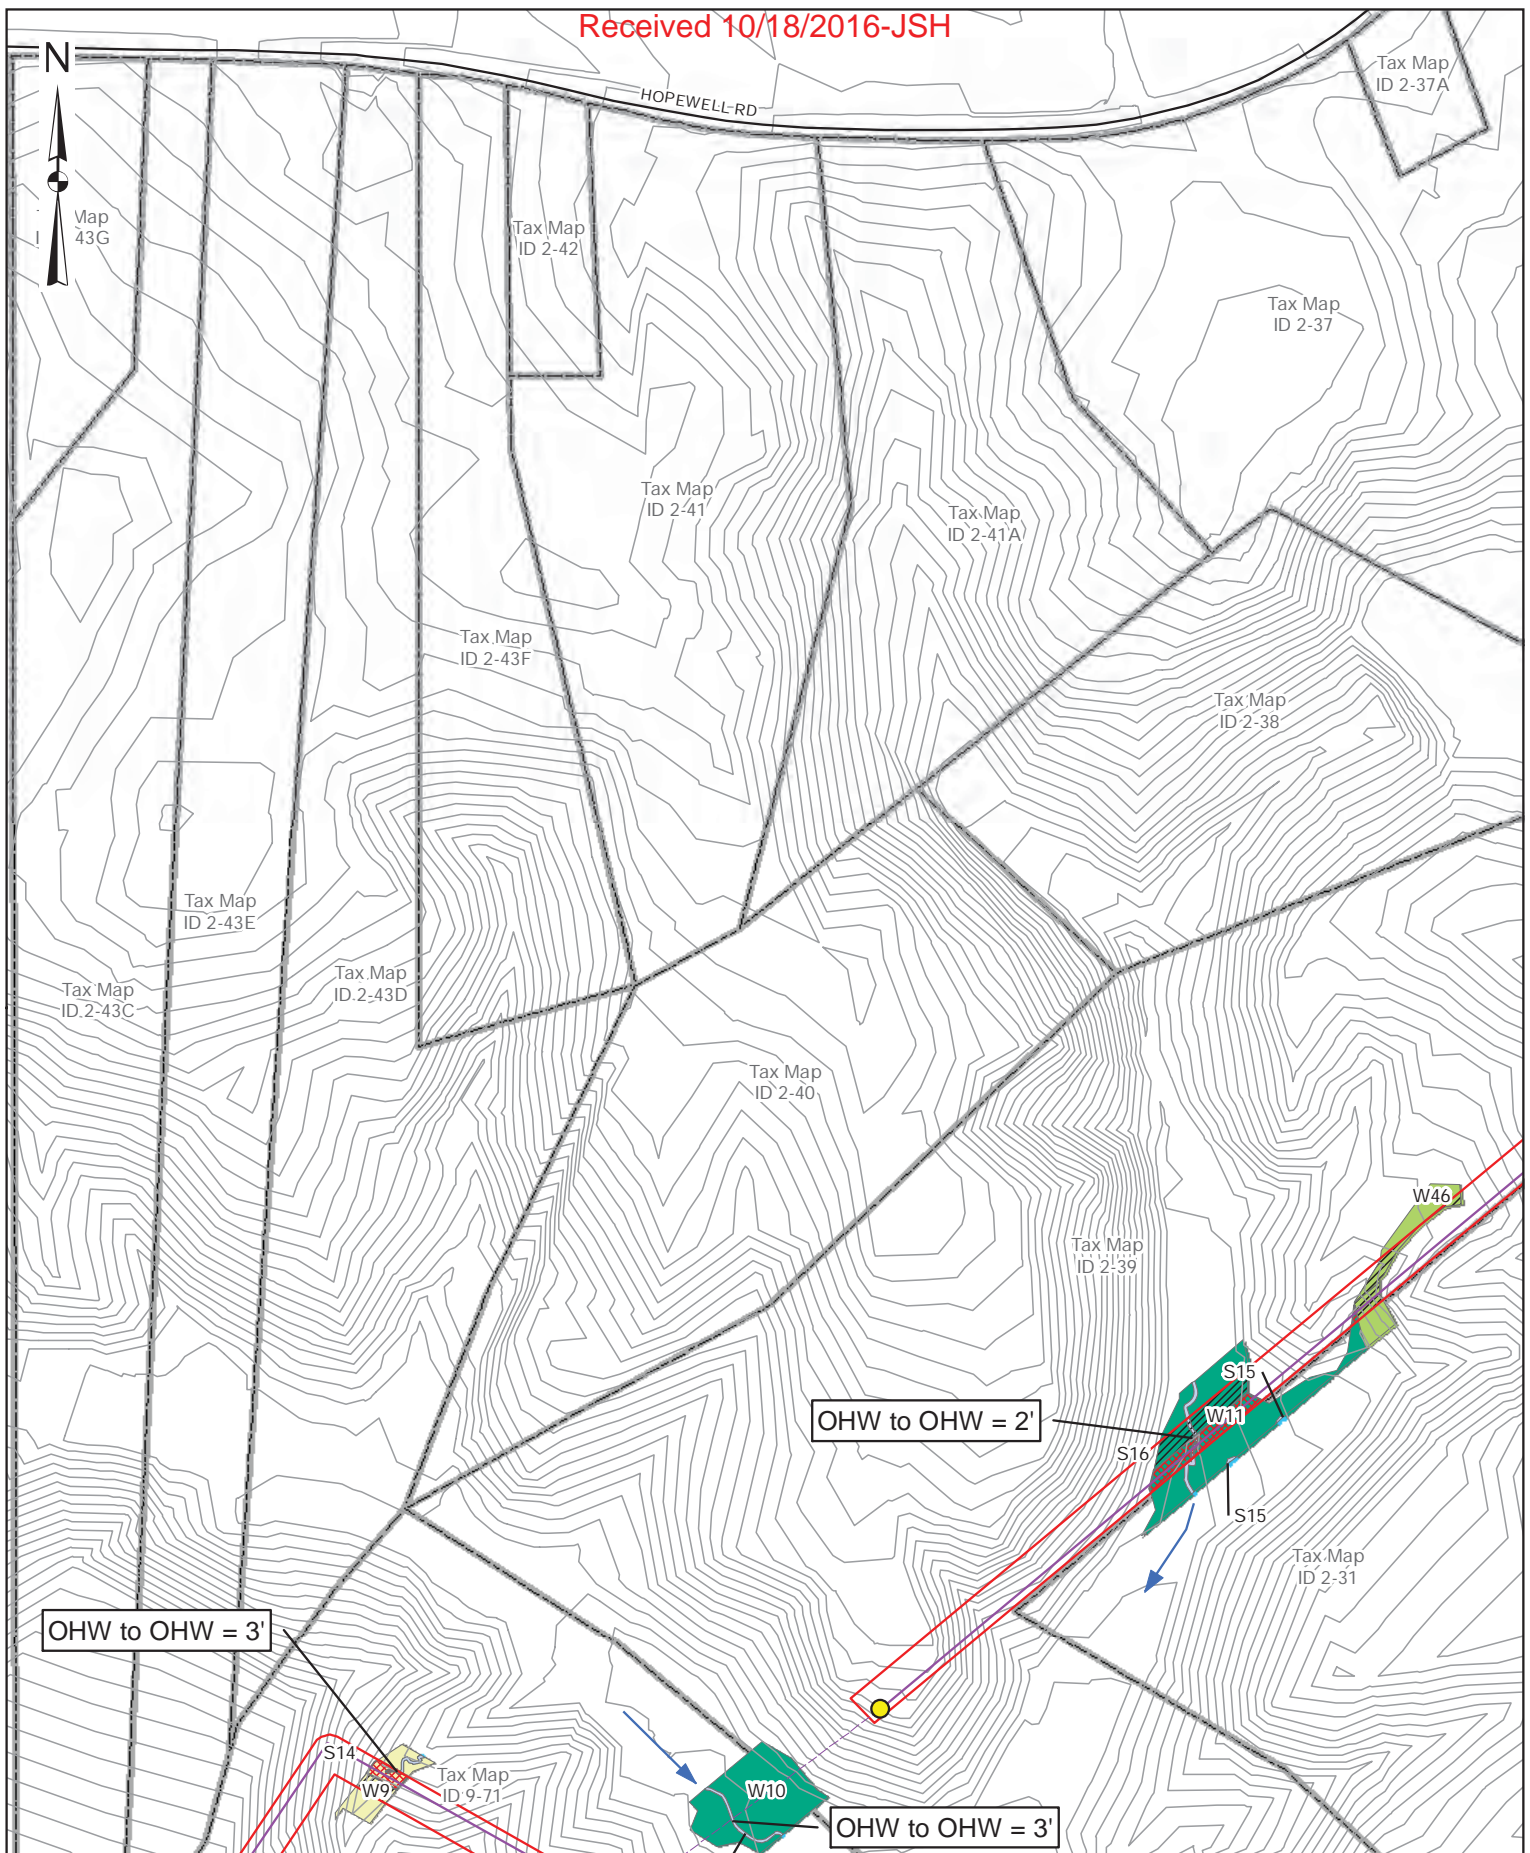 Received 10/18/2016-JSH
N
HOPEWELL RD
Tax Map
ID 2-37A
Map
43G
Tax Map
ID 2-42
Tax Map
ID 2-37
Tax Map
ID 2-41
Tax Map
ID 2-41A
Tax Map
ID 2-43F
Tax Map
ID 2-38
Tax Map
ID 2-43E
Tax Map
ID 2-43D
Tax Map
ID 2-43C
Tax Map
ID 2-40
W46
Tax Map
ID 2-39
S15
OHW to OHW = 2'
W11
S16
S15
Tax Map
ID 2-31
OHW to OHW = 3'
S14
W9
Tax Map
ID 9-71
W10
OHW to OHW = 3'